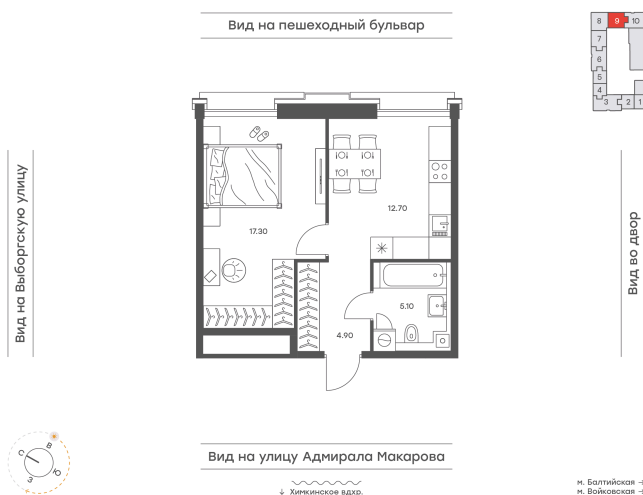 Вид на пешеходный бульвар
8
9
10
7
6
5
4
3
2
1
Вид на Выборгскую улицу
Вид во двор
12.70
17.30
5.10
4.90
С
В
З
Ю
Вид на улицу Адмирала Макарова
↓ Химкинское вдхр.
м. Балтийская
м. Войковская